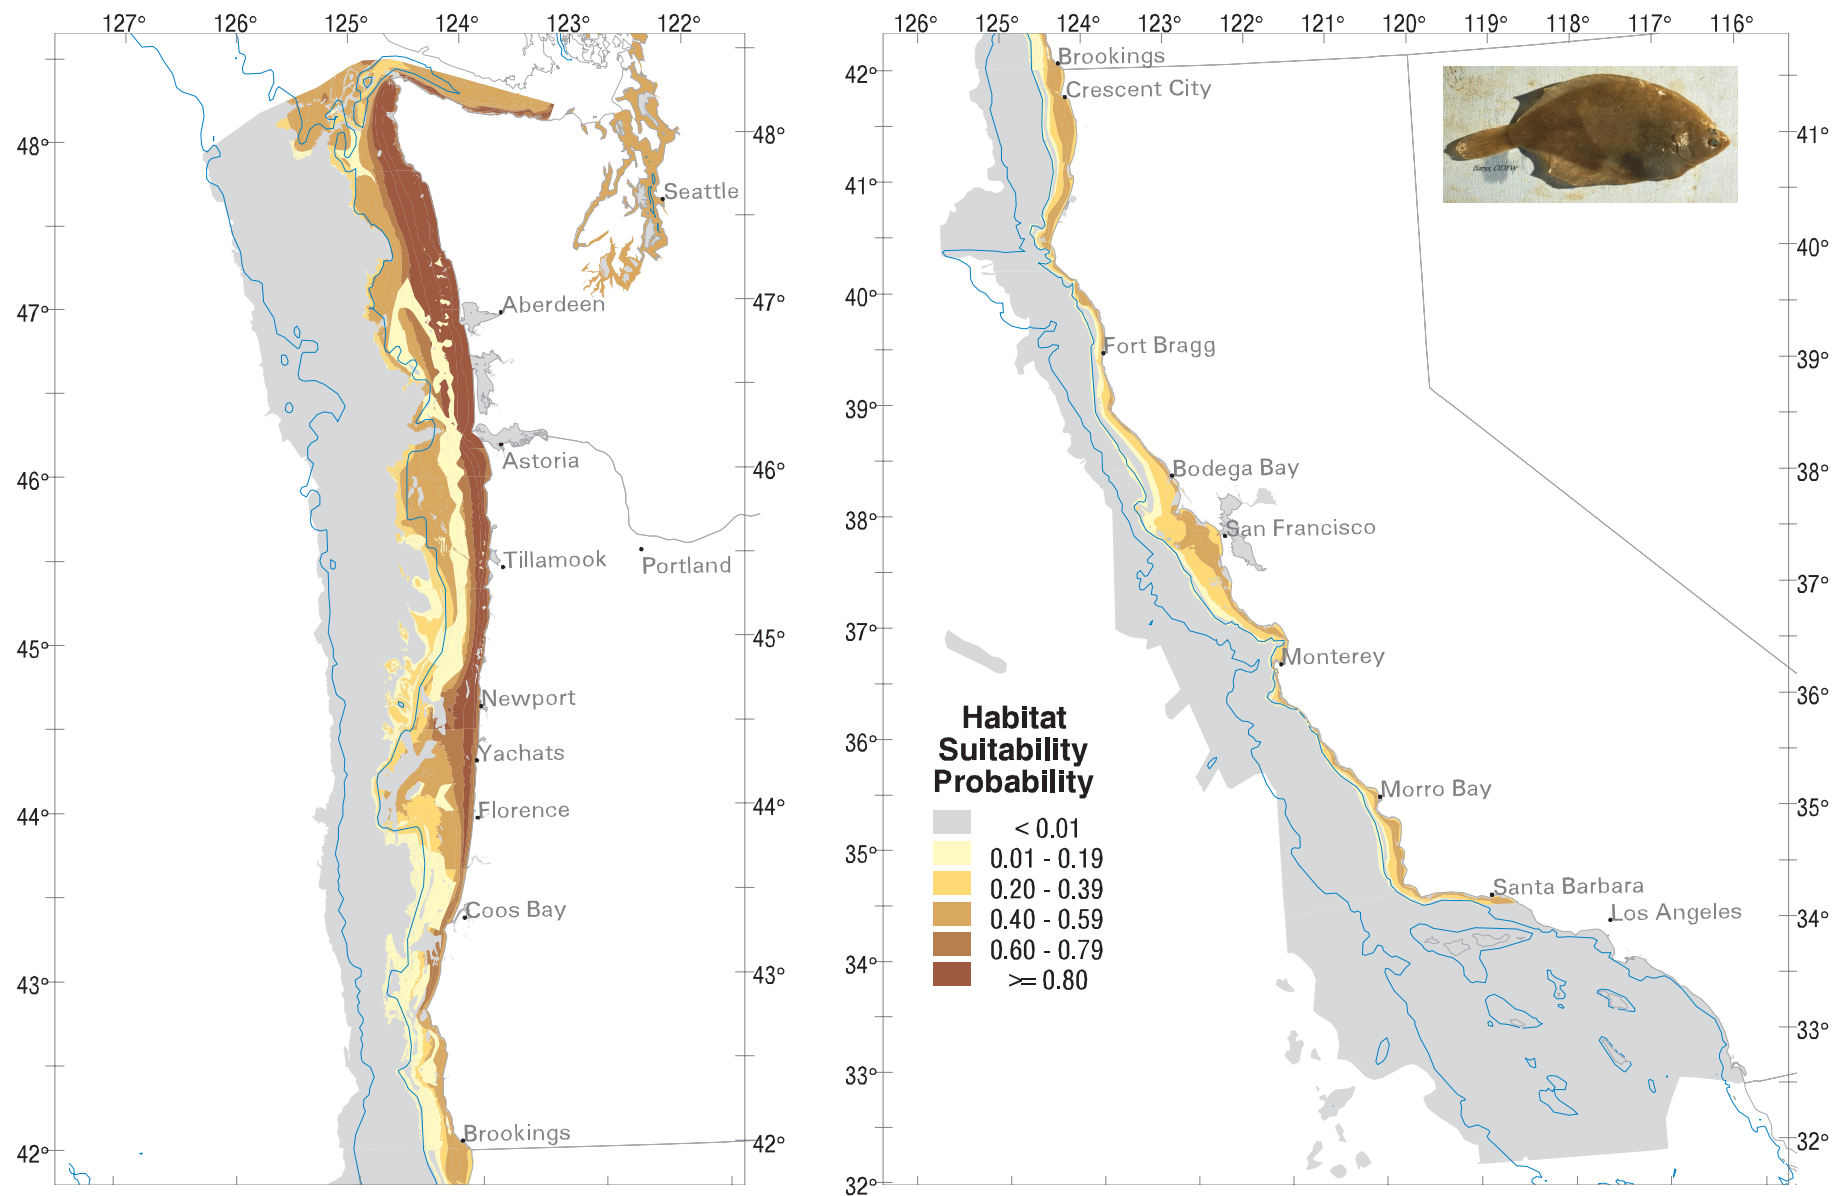 127° 126° 125° 124° 123° 122°
48° 48°
Seattle
47° 47°
Aberdeen
46° 46°
Astoria
Tillamook
Portland
45° 45°
Newport
Yachats
44° 44°
Florence
Coos Bay
43° 43°
Brookings
42° 42°
126° 125° 124° 123° 122° 121° 120° 119° 118° 117° 116°
Brookings
42°
Crescent City
41°
Barss, ODFW
41°
40°
40°
Fort Bragg
39°
39°
Bodega Bay
38°
38°
San Francisco
37°
37°
Monterey
36°
36°
Morro Bay
35°
35°
Santa Barbara
Los Angeles
34°
34°
33°
33°
32°
32°
Habitat
Suitability
Probability
< 0.01
0.01 - 0.19
0.20 - 0.39
0.40 - 0.59
0.60 - 0.79
>= 0.80